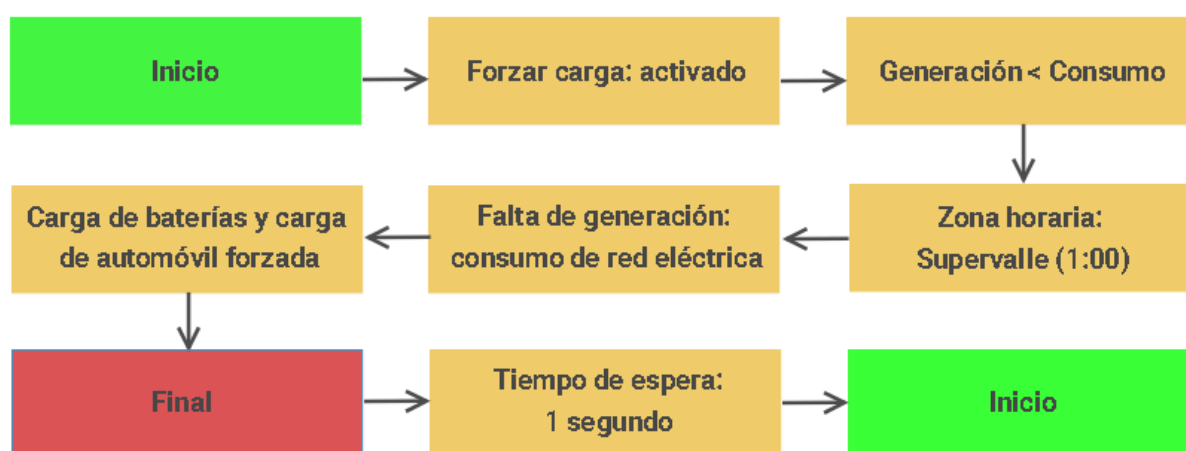 Inicio
Forzar carga: activado
Generación < Consumo
Zona horaria:
Supervalle (1:00)
Falta de generación:
consumo de red eléctrica
Carga de baterías y carga
de automóvil forzada
Final
Tiempo de espera:
1 segundo
Inicio